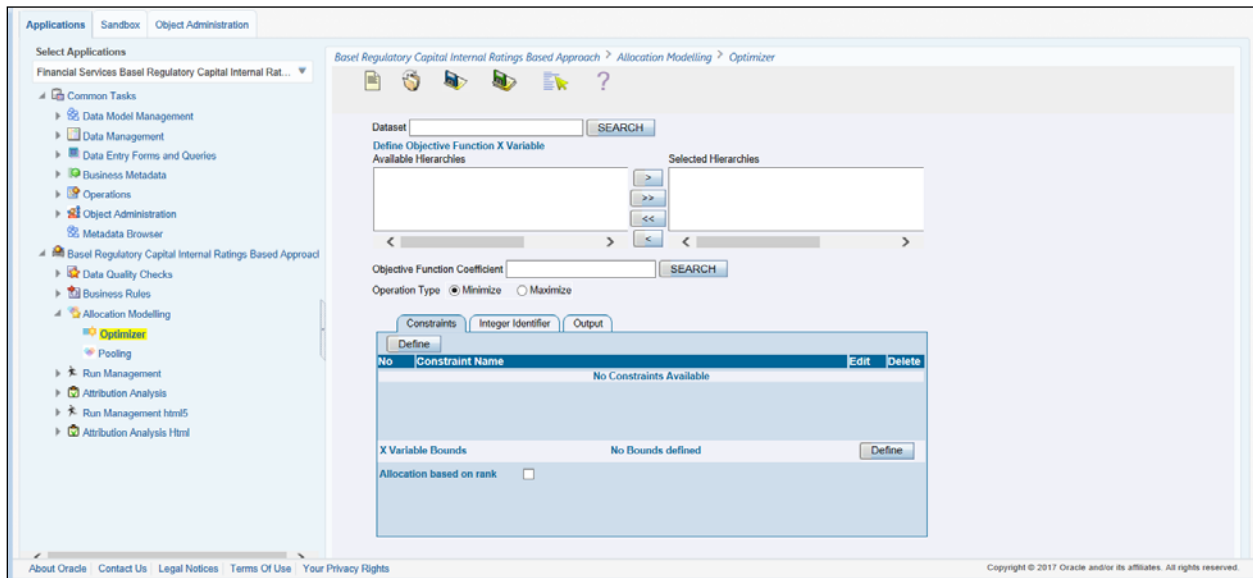 Applications Sandbox Object Administration
Select Applications
Financial Services Basel Regulatory Capital Internal Rat...
Common Tasks
Data Model Management
Data Management
Data Entry Forms and Queries
Business Metadata
Operations
Object Administration
Metadata Browser
Basel Regulatory Capital Internal Ratings Based Approacl
Data Quality Checks
Business Rules
Allocation Modelling
Optimizer
Pooling
Run Management
Attribution Analysis
Run Management html5
Attribution Analysis Html
Basel Regulatory Capital Internal Ratings Based Approach > Allocation Modelling > Optimizer
?
Dataset SEARCH
Define Objective Function X Variable
Available Hierarchies Selected Hierarchies
>
>>
<<
<
Objective Function Coefficient SEARCH
Operation Type Minimize Maximize
Constraints Integer Identifier Output
Define
No Constraint Name Edit Delete
No Constraints Available
X Variable Bounds No Bounds defined Define
Allocation based on rank
About Oracle Contact Us Legal Notices Terms Of Use Your Privacy Rights
Copyright © 2017 Oracle and/or its affiliates. All rights reserved.